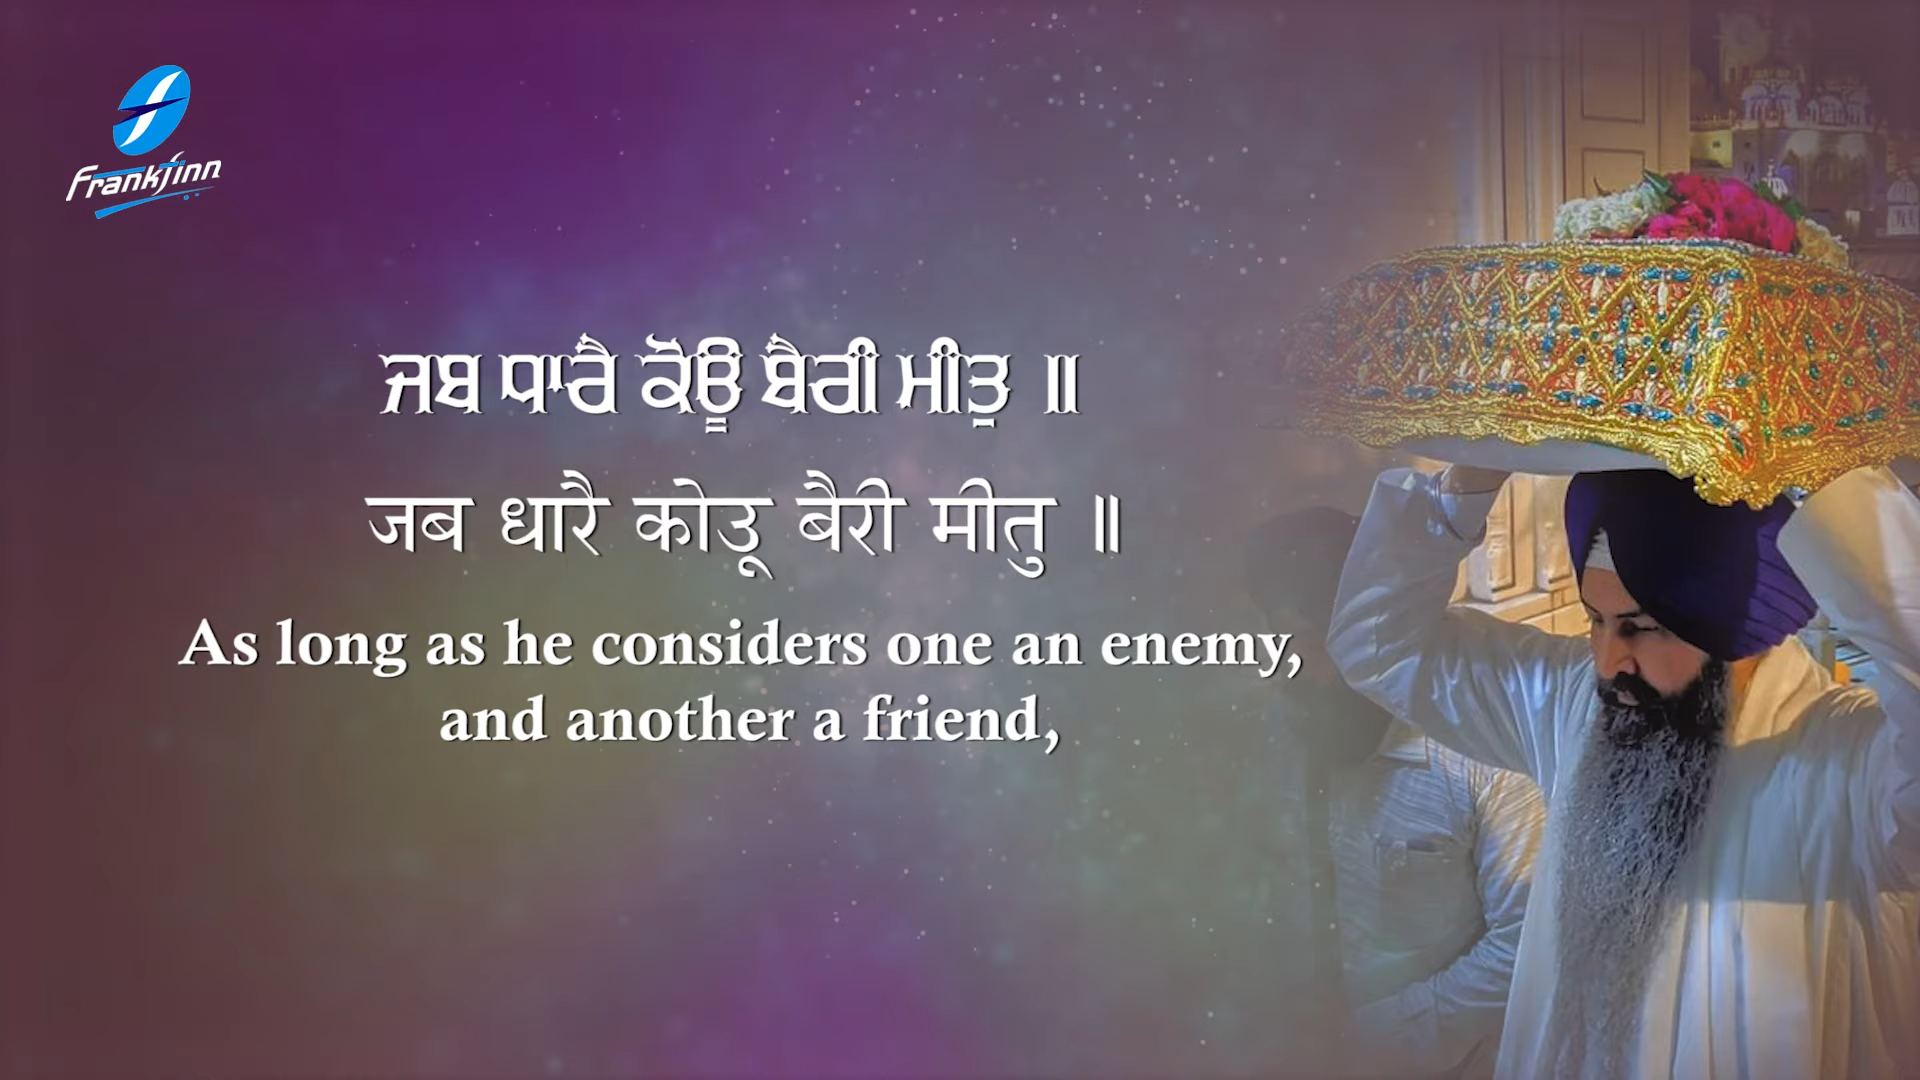 Frankfinn
ਜਬ ਧਾਰੈ ਕੋਊ ਬੈਰੀ ਮੀਤੁ ॥
जब धारै कोउू बैरी मीतु ॥
As long as he considers one an enemy,
and another a friend,